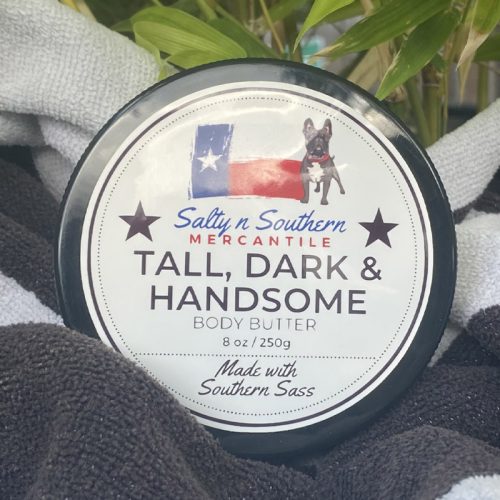 Salty n Southern
MERCANTILE
TALL, DARK &
HANDSOME
BODY BUTTER
8 oz / 250g
Made with
Southern Sass